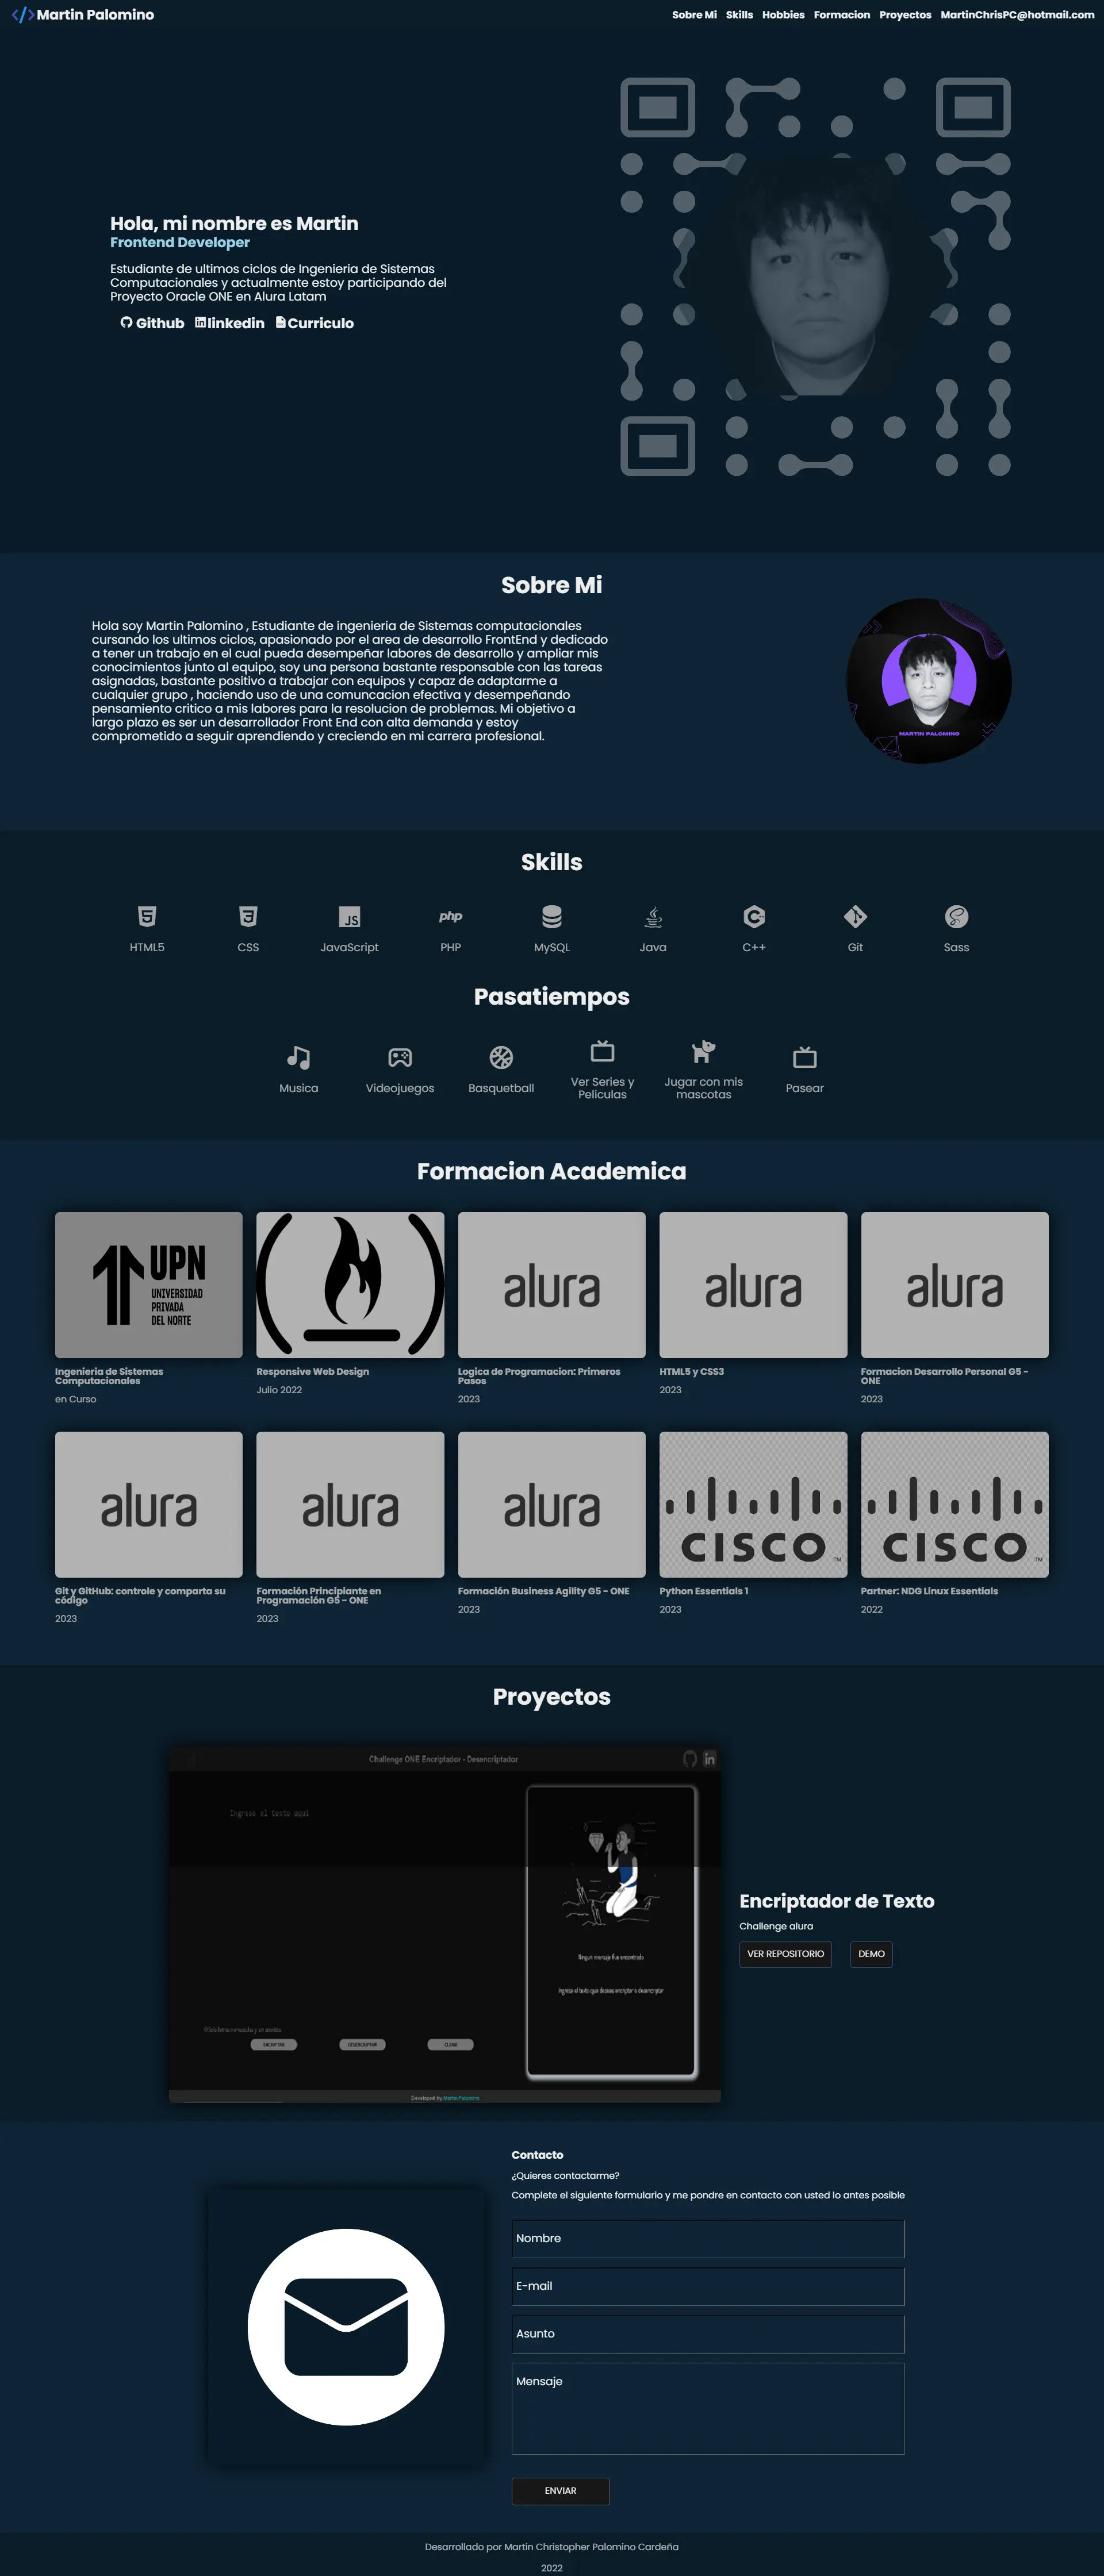 </>Martin Palomino
Sobre Mi Skills Hobbies Formacion Proyectos MartinChrisPC@hotmail.com
Hola, mi nombre es Martin
Frontend Developer
Estudiante de ultimos ciclos de Ingenieria de Sistemas
Computacionales y actualmente estoy participando del
Proyecto Oracle ONE en Alura Latam
Github linkedin Curriculo
Sobre Mi
Hola soy Martin Palomino , Estudiante de ingenieria de Sistemas computacionales
cursando los ultimos ciclos, apasionado por el area de desarrollo FrontEnd y dedicado
a tener un trabajo en el cual pueda desempeñar labores de desarrollo y ampliar mis
conocimientos junto al equipo, soy una persona bastante responsable con las tareas
asignadas, bastante positivo a trabajar con equipos y capaz de adaptarme a
cualquier grupo , haciendo uso de una comuncacion efectiva y desempeñando
pensamiento critico a mis labores para la resolucion de problemas. Mi objetivo a
largo plazo es ser un desarrollador Front End con alta demanda y estoy
comprometido a seguir aprendiendo y creciendo en mi carrera profesional.
MARTIN PALOMINO
Skills
JS php
HTML5 CSS JavaScript PHP MySQL Java C++ Git Sass
Pasatiempos
Musica Videojuegos Basquetball
Ver Series y
Peliculas
Jugar con mis
mascotas
Pasear
Formacion Academica
UPN
UNIVERSIDAD
PRIVADA
DEL NORTE
Ingenieria de Sistemas
Computacionales
en Curso
Responsive Web Design
Julio 2022
alura
Logica de Programacion: Primeros
Pasos
2023
alura
HTML5 y CSS3
2023
alura
Formacion Desarrollo Personal G5 -
ONE
2023
alura
Git y GitHub: controle y comparta su
código
2023
alura
Formación Principiante en
Programación G5 - ONE
2023
alura
Formación Business Agility G5 - ONE
2023
CISCO
TM
Python Essentials 1
2023
CISCO
TM
Partner: NDG Linux Essentials
2022
Proyectos
Challenge ONE Encriptador - Desencriptador
in
Ingrese el texto aqui
Ningun mensaje fue encontrado
Ingrese el texto que deseas encriptar o desencriptar
ENCRIPTAR DESENCRIPTAR CLEAR
Developed by Martin Palomino
Encriptador de Texto
Challenge alura
VER REPOSITORIO DEMO
Contacto
¿Quieres contactarme?
Complete el siguiente formulario y me pondre en contacto con usted lo antes posible
Nombre
E-mail
Asunto
Mensaje
ENVIAR
Desarrollado por Martin Christopher Palomino Cardeña
2022